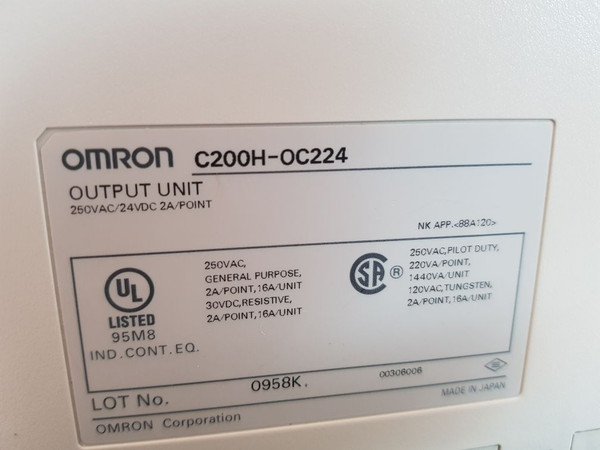 OMRON C200H-OC224
OUTPUT UNIT
250VAC/24VDC 2A/POINT
NK APP.<88A120>
UL
LISTED
95M8
IND.CONT.EQ.
250VAC,
GENERAL PURPOSE,
2A/POINT,16A/UNIT
30VDC,RESISTIVE,
2A/POINT,16A/UNIT
SA ®
250VAC,PILOT DUTY,
220VA/POINT,
1440VA/UNIT
120VAC,TUNGSTEN,
2A/POINT,16A/UNIT
LOT No. 0958K. 00306006
OMRON Corporation MADE IN JAPAN